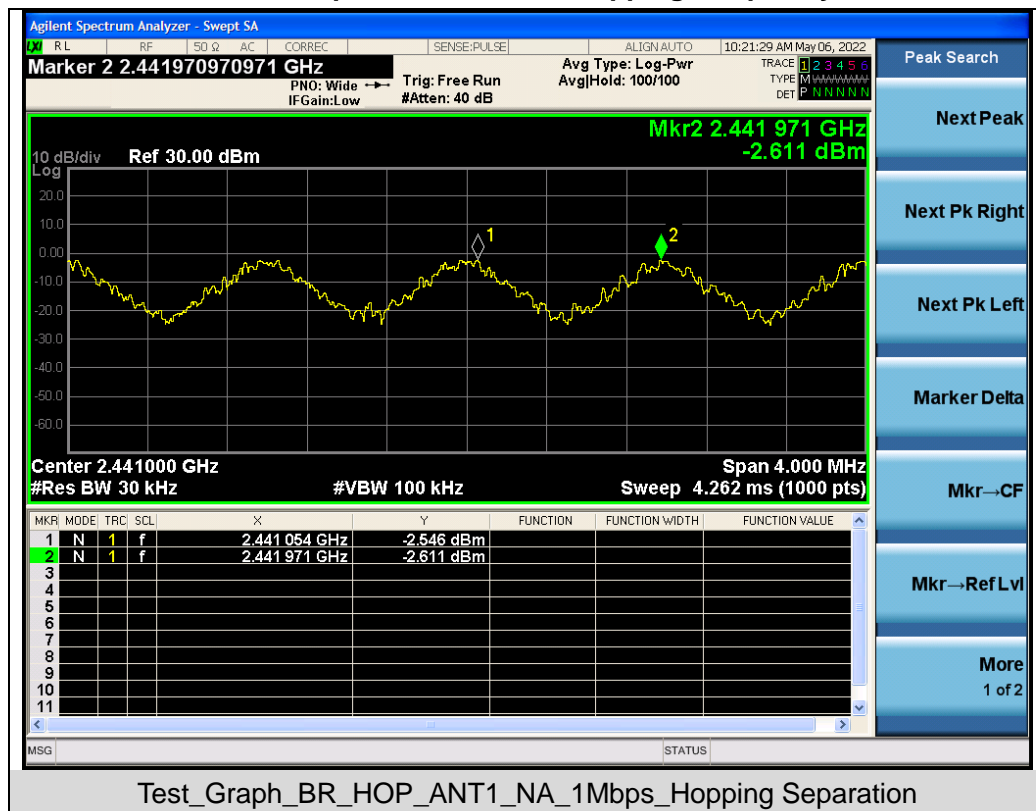 Agilent Spectrum Analyzer - Swept SA
LXI RL RF 50 Ω AC CORREC SENSE:PULSE ALIGN AUTO 10:21:29 AM May 06, 2022
Marker 2 2.441970970971 GHz
PNO: Wide
IFGain:Low
Trig: Free Run
#Atten: 40 dB
Avg Type: Log-Pwr
Avg|Hold: 100/100
TRACE 1 2 3 4 5 6
TYPE M WWWWW
DET P N N N N N
Peak Search
Next Peak
Next Pk Right
Next Pk Left
Marker Delta
Mkr→CF
Mkr→Ref Lvl
More
1 of 2
Mkr2 2.441 971 GHz
-2.611 dBm
10 dB/div Ref 30.00 dBm
Log
20.0
10.0
0.00
-10.0
-20.0
-30.0
-40.0
-50.0
-60.0
1
2
Center 2.441000 GHz Span 4.000 MHz
#Res BW 30 kHz #VBW 100 kHz Sweep 4.262 ms (1000 pts)
MKR MODE TRC SCL X Y FUNCTION FUNCTION WIDTH FUNCTION VALUE
1 N 1 f 2.441 054 GHz -2.546 dBm
2 N 1 f 2.441 971 GHz -2.611 dBm
3
4
5
6
7
8
9
10
11
MSG STATUS
Test_Graph_BR_HOP_ANT1_NA_1Mbps_Hopping Separation